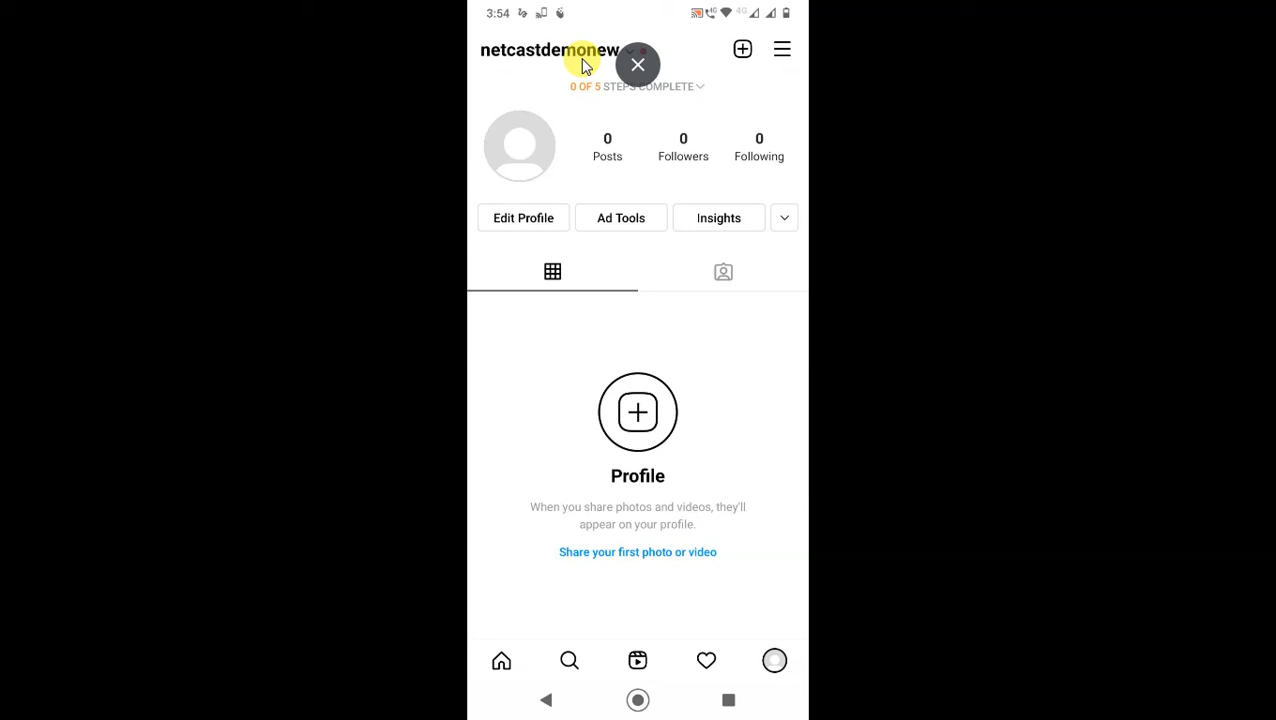 3:54 4G 4G
netcastdemonew
0 OF 5 STEPS COMPLETE
0 0 0
Posts Followers Following
Edit Profile Ad Tools Insights
Profile
When you share photos and videos, they'll
appear on your profile.
Share your first photo or video